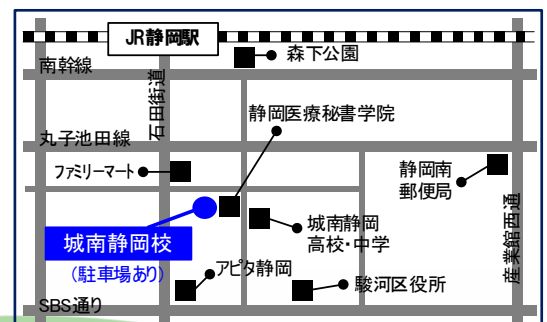 JR静岡駅
森下公園
南幹線
石田街道
静岡医療秘書学院
丸子池田線
ファミリーマート
静岡南
郵便局
産業館西通
城南静岡校
(駐車場あり)
城南静岡
高校・中学
アピタ静岡
駿河区役所
SBS通り